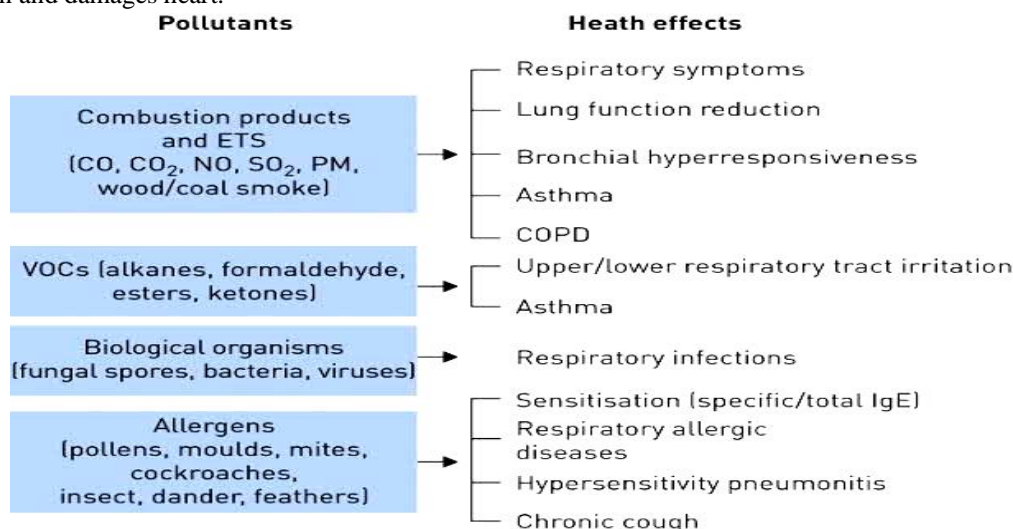 and damages heart.
Pollutants
Heath effects
Combustion products
and ETS
(CO, CO₂, NO, SO₂, PM,
wood/coal smoke)
Respiratory symptoms
Lung function reduction
Bronchial hyperresponsiveness
Asthma
COPD
VOCs (alkanes, formaldehyde,
esters, ketones)
Upper/lower respiratory tract irritation
Asthma
Biological organisms
(fungal spores, bacteria, viruses)
Respiratory infections
Allergens
(pollens, moulds, mites,
cockroaches,
insect, dander, feathers)
Sensitisation (specific/total IgE)
Respiratory allergic
diseases
Hypersensitivity pneumonitis
Chronic cough